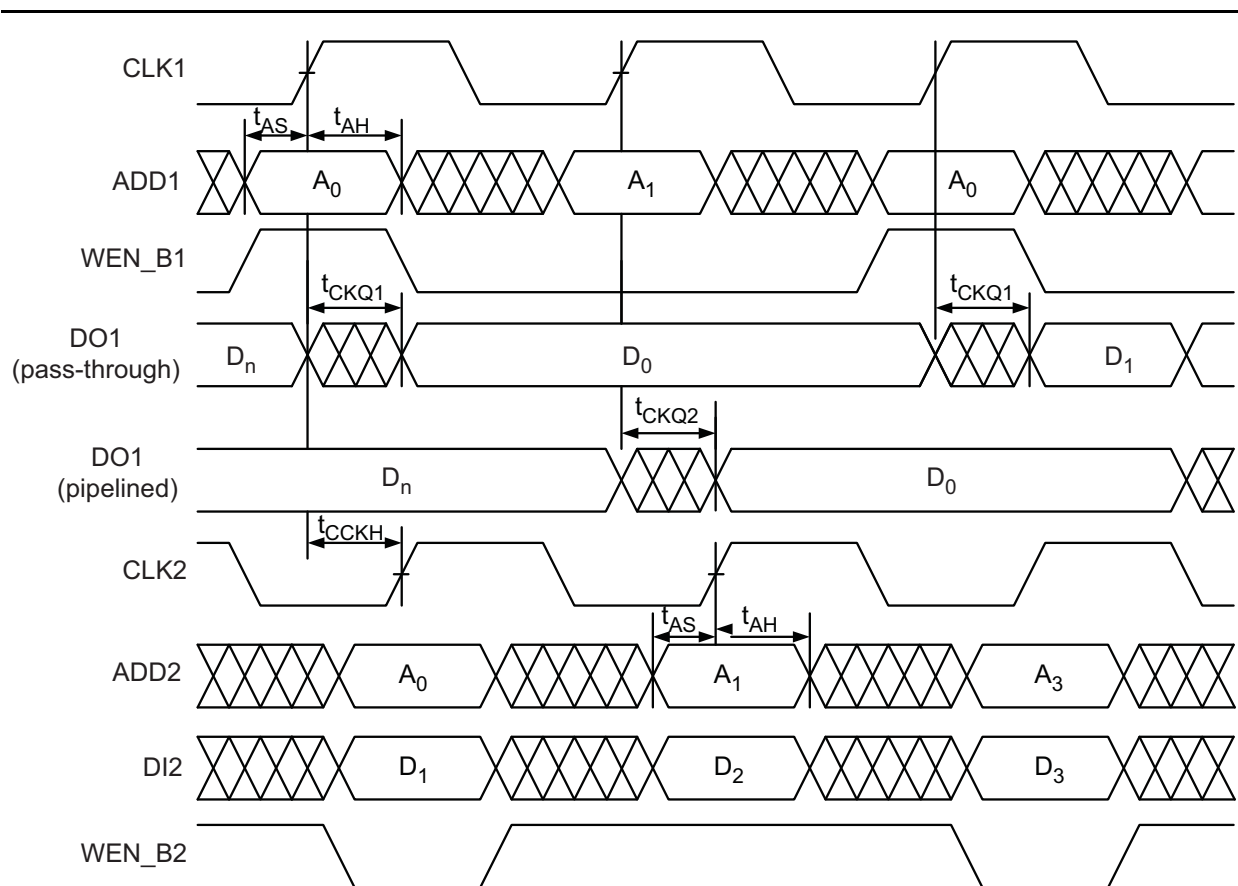 CLK1
tAS
tAH
ADD1
A0
A1
A0
WEN_B1
tCKQ1
tCKQ1
DO1
(pass-through)
Dn
D0
D1
tCKQ2
DO1
(pipelined)
Dn
D0
tCCKH
CLK2
tAS
tAH
ADD2
A0
A1
A3
DI2
D1
D2
D3
WEN_B2